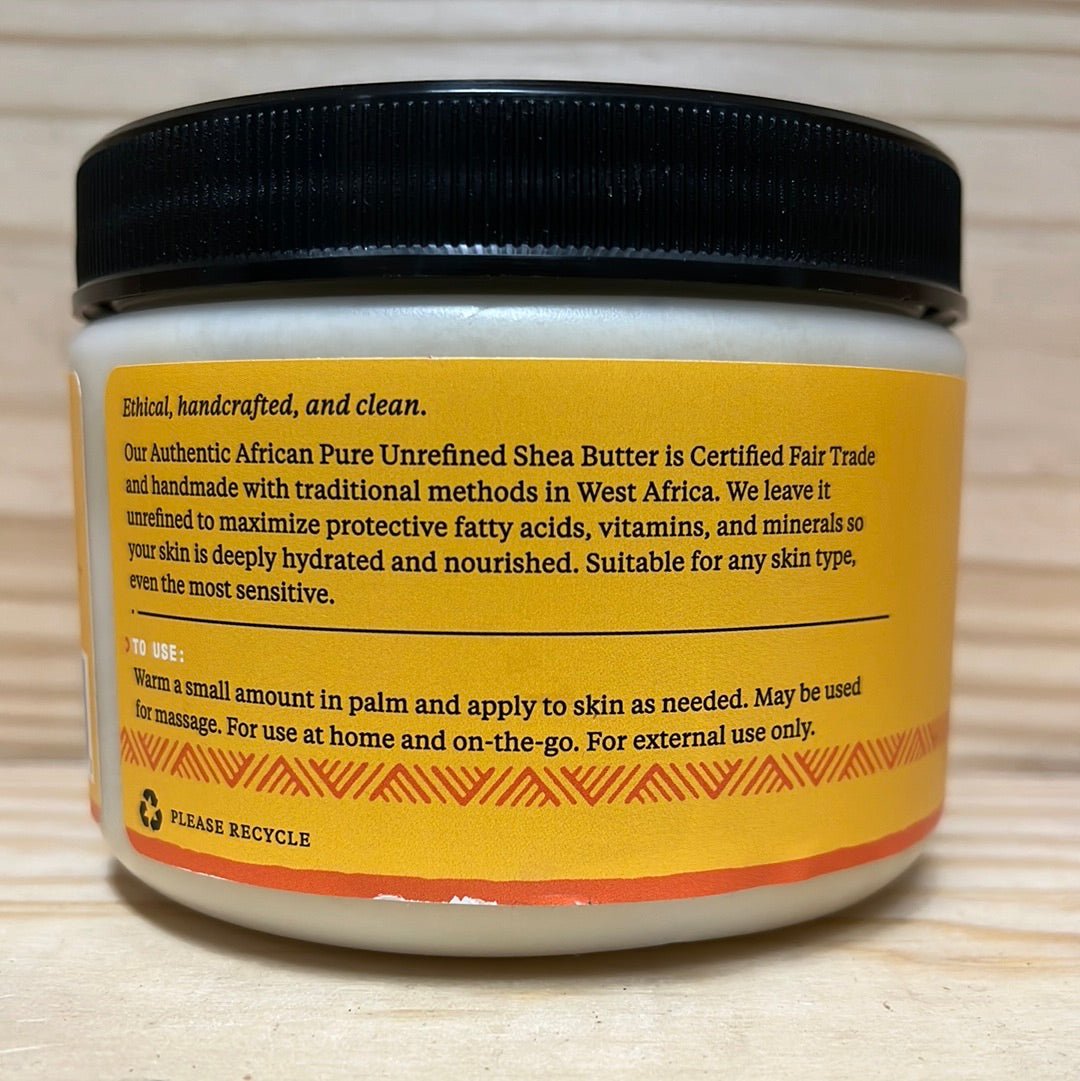 Ethical, handcrafted, and clean.
Our Authentic African Pure Unrefined Shea Butter is Certified Fair Trade
and handmade with traditional methods in West Africa. We leave it
unrefined to maximize protective fatty acids, vitamins, and minerals so
your skin is deeply hydrated and nourished. Suitable for any skin type,
even the most sensitive.
TO USE:
Warm a small amount in palm and apply to skin as needed. May be used
for massage. For use at home and on-the-go. For external use only.
PLEASE RECYCLE